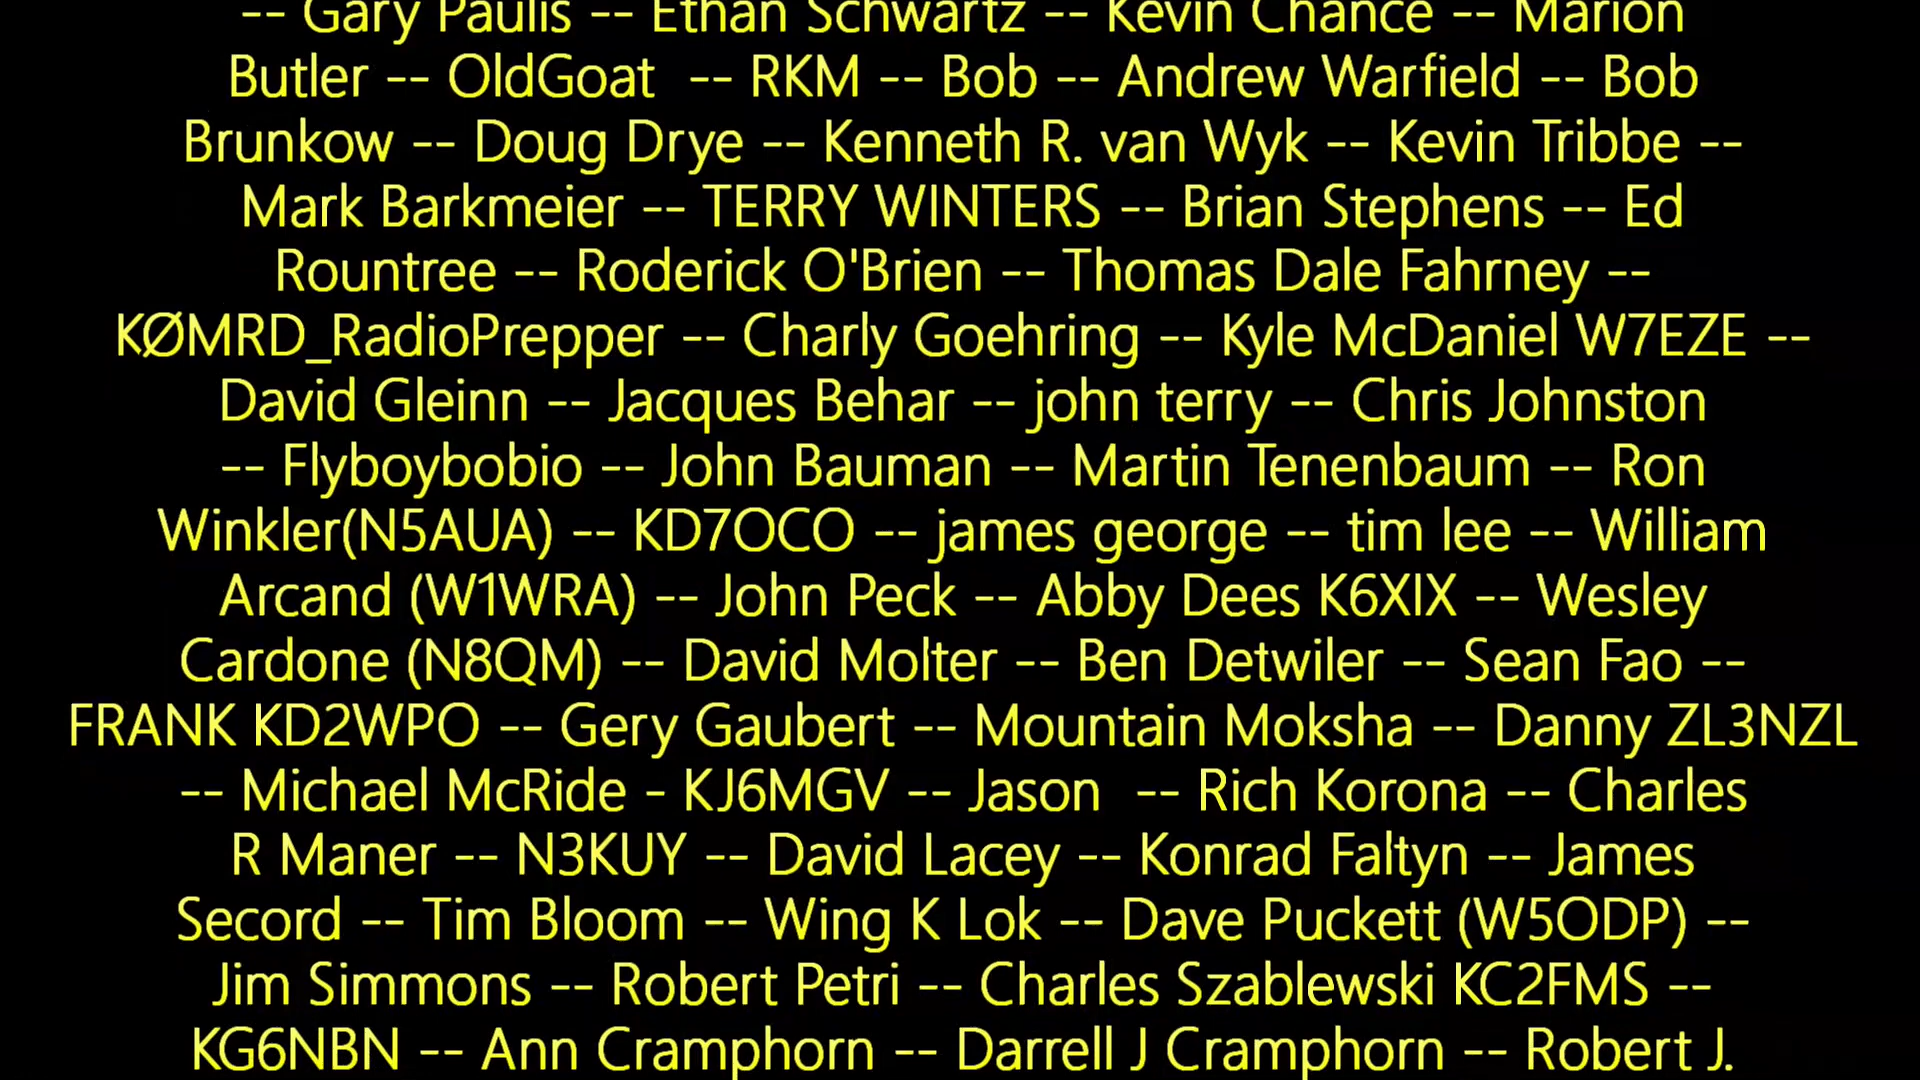 -- Gary Paulis -- Ethan Schwartz -- Kevin Chance -- Marion
Butler -- OldGoat  -- RKM -- Bob -- Andrew Warfield -- Bob
Brunkow -- Doug Drye -- Kenneth R. van Wyk -- Kevin Tribbe --
Mark Barkmeier -- TERRY WINTERS -- Brian Stephens -- Ed
Rountree -- Roderick O'Brien -- Thomas Dale Fahrney --
KØMRD_RadioPrepper -- Charly Goehring -- Kyle McDaniel W7EZE --
David Gleinn -- Jacques Behar -- john terry -- Chris Johnston
-- Flyboybobio -- John Bauman -- Martin Tenenbaum -- Ron
Winkler(N5AUA) -- KD7OCO -- james george -- tim lee -- William
Arcand (W1WRA) -- John Peck -- Abby Dees K6XIX -- Wesley
Cardone (N8QM) -- David Molter -- Ben Detwiler -- Sean Fao --
FRANK KD2WPO -- Gery Gaubert -- Mountain Moksha -- Danny ZL3NZL
-- Michael McRide - KJ6MGV -- Jason  -- Rich Korona -- Charles
R Maner -- N3KUY -- David Lacey -- Konrad Faltyn -- James
Secord -- Tim Bloom -- Wing K Lok -- Dave Puckett (W5ODP) --
Jim Simmons -- Robert Petri -- Charles Szablewski KC2FMS --
KG6NBN -- Ann Cramphorn -- Darrell J Cramphorn -- Robert J.